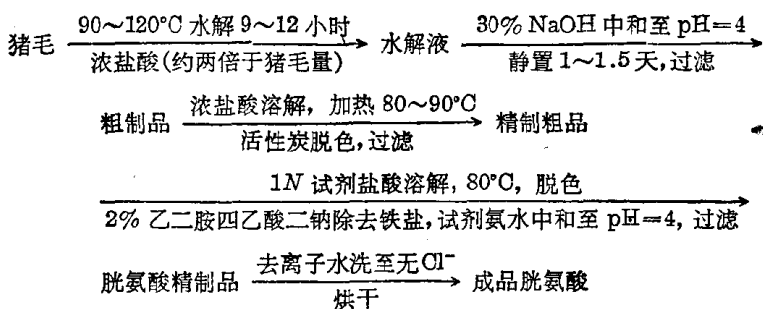 90～120°C 水解 9～12 小时 30% NaOH 中和至 pH=4
猪毛 水解液
浓盐酸(约两倍于猪毛量) 静置 1～1.5 天,过滤
浓盐酸溶解，加热 80～90°C
粗制品 精制粗品
活性炭脱色,过滤
1N 试剂盐酸溶解，80°C，脱色
2% 乙二胺四乙酸二钠除去铁盐,试剂氨水中和至 pH=4，过滤
去离子水洗至无Cl⁻
胱氨酸精制品 成品胱氨酸
烘干